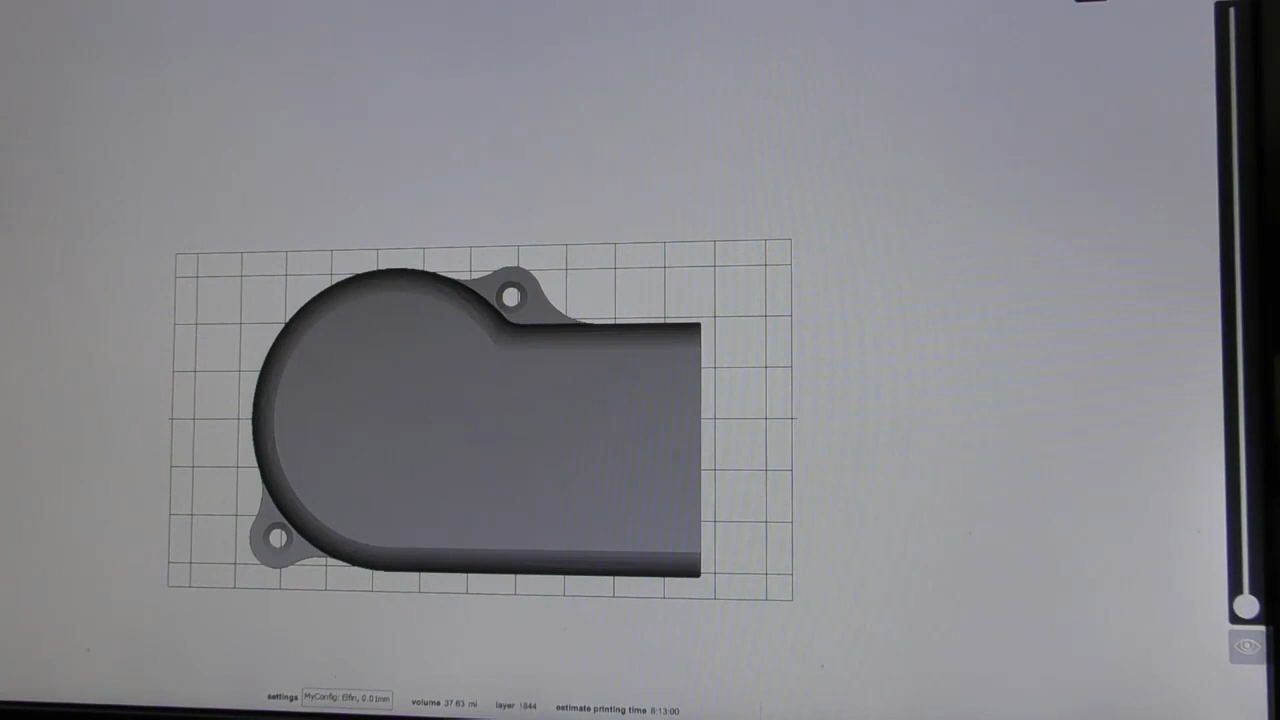 settings MyConfig: Elfin, 0.01mm volume 37.63 ml layer 1844 estimate printing time 8:13:00